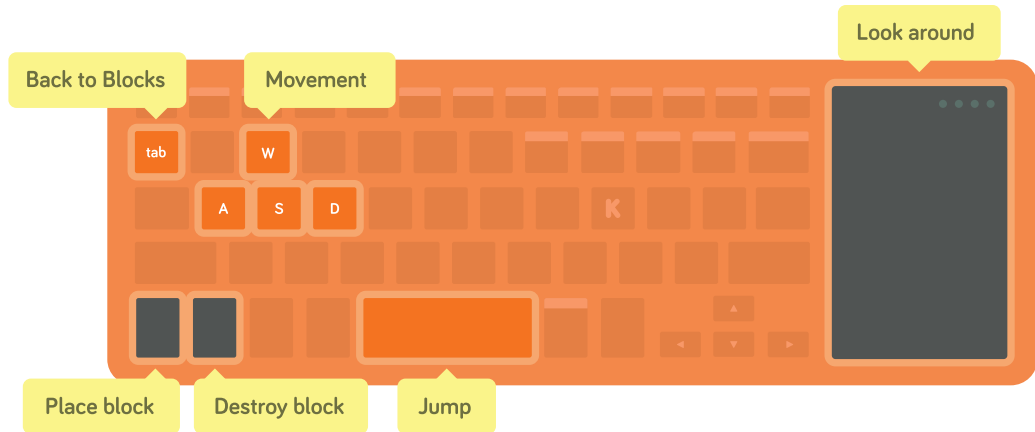 Look around
Back to Blocks
Movement
tab
W
A
S
D
K
Place block
Destroy block
Jump